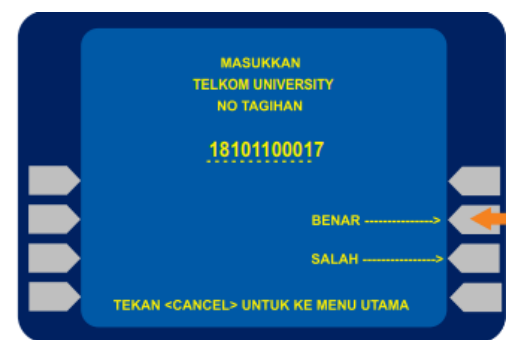 MASUKKAN
TELKOM UNIVERSITY
NO TAGIHAN
18101100017
BENAR --------------->
SALAH --------------->
TEKAN <CANCEL> UNTUK KE MENU UTAMA